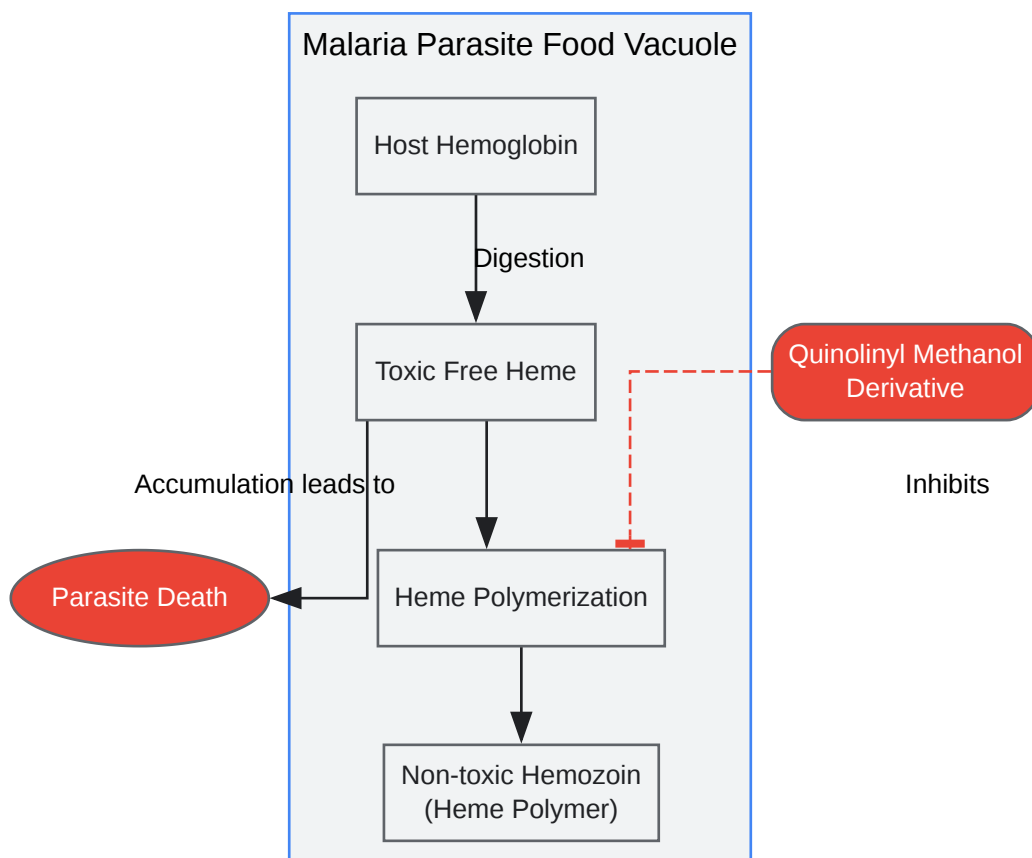 Malaria Parasite Food Vacuole
Host Hemoglobin
Digestion
Toxic Free Heme
Quinolinyl Methanol
Derivative
Accumulation leads to
Inhibits
Parasite Death
Heme Polymerization
Non-toxic Hemozoin
(Heme Polymer)